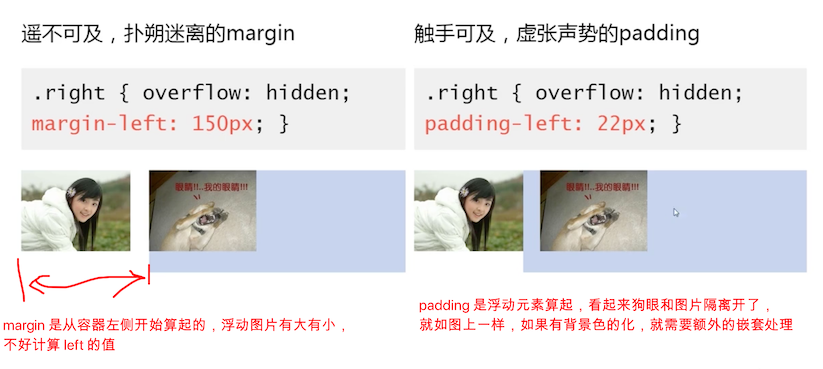 遥不可及，扑朔迷离的margin
.right { overflow: hidden;
margin-left: 150px; }
眼睛!!..我的眼睛!!!
margin 是从容器左侧开始算起的，浮动图片有大有小，
不好计算 left 的值
触手可及，虚张声势的padding
.right { overflow: hidden;
padding-left: 22px; }
眼睛!!..我的眼睛!!!
padding 是浮动元素算起，看起来狗眼和图片隔离开了，
就如图上一样，如果有背景色的化，就需要额外的嵌套处理